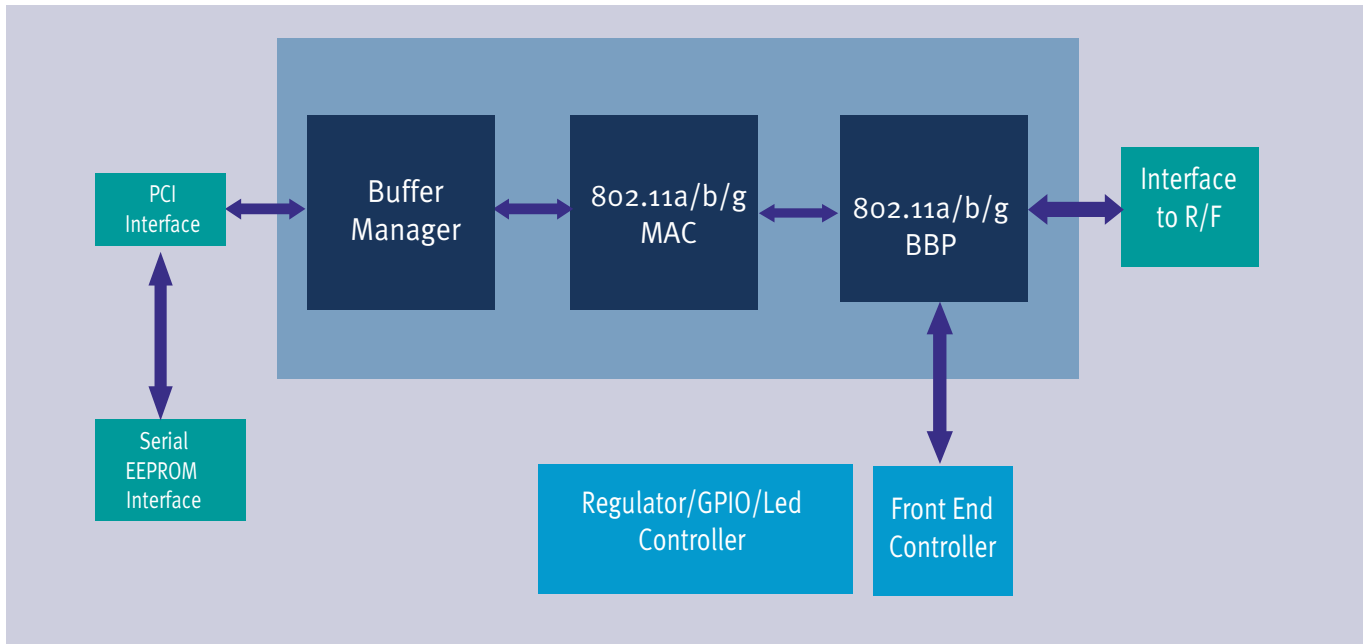 PCI
Interface
Buffer
Manager
802.11a/b/g
MAC
802.11a/b/g
BBP
Interface
to R/F
Serial
EEPROM
Interface
Regulator/GPIO/Led
Controller
Front End
Controller